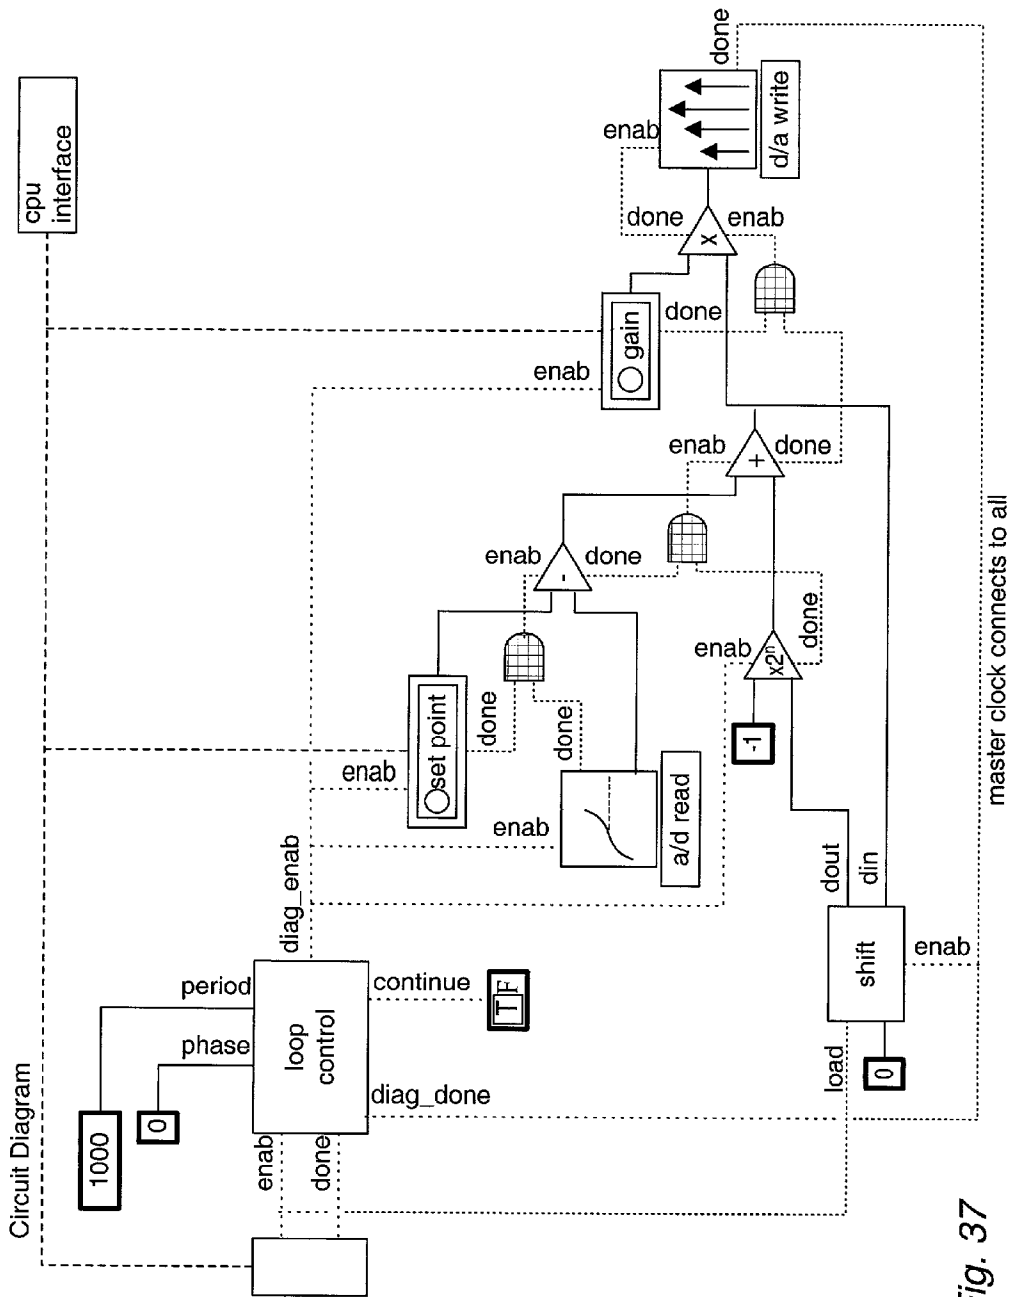 Circuit Diagram
cpu
interface
1000
0
period
phase
loop
control
enab
done
diag_enab
continue
TF
diag_done
enab
set point
done
enab
done
a/d read
enab
-
done
enab
-1
x2ⁿ
done
enab
+
done
enab
gain
done
done
x
enab
enab
done
d/a write
load
0
shift
dout
din
enab
master clock connects to all
Fig. 37